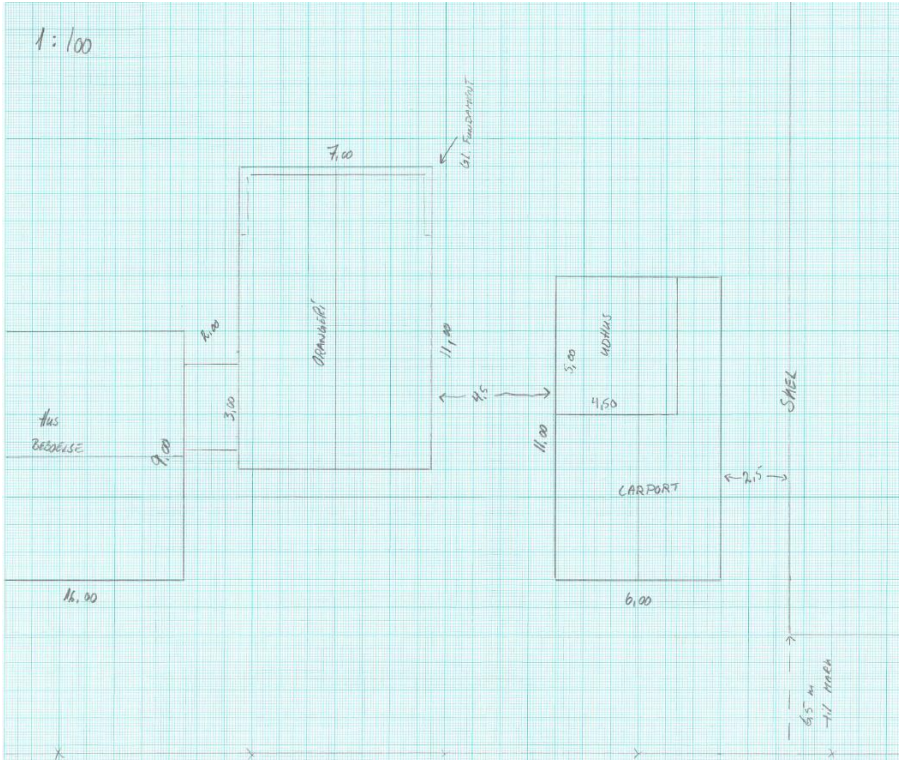 1:100
GL. FUNDAMENT
7,00
ORANGERI
2,00
11,00
3,00
Hus
BEBOELSE
9,00
16,00
4,5
UDHUS
5,00
4,50
11,00
CARPORT
6,00
2,5
SKEL
6,5 m
til MARK